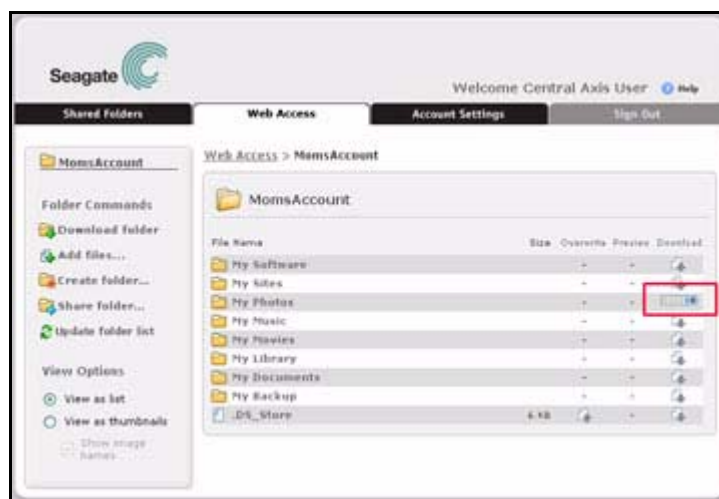 Seagate
Welcome Central Axis User Help
Shared Folders Web Access Account Settings Sign Out
MomsAccount
Web Access > MomsAccount
MomsAccount
Folder Commands
Download folder
Add files...
Create folder...
Share folder...
Update folder list
View Options
View as list
View as thumbnails
Show image names
File Name Size Overwrite Preview Download
My Software - -
My Sites - -
My Photos - -
My Music - -
My Movies - -
My Library - -
My Documents - -
My Backup - -
.DS_Store 6 KB -